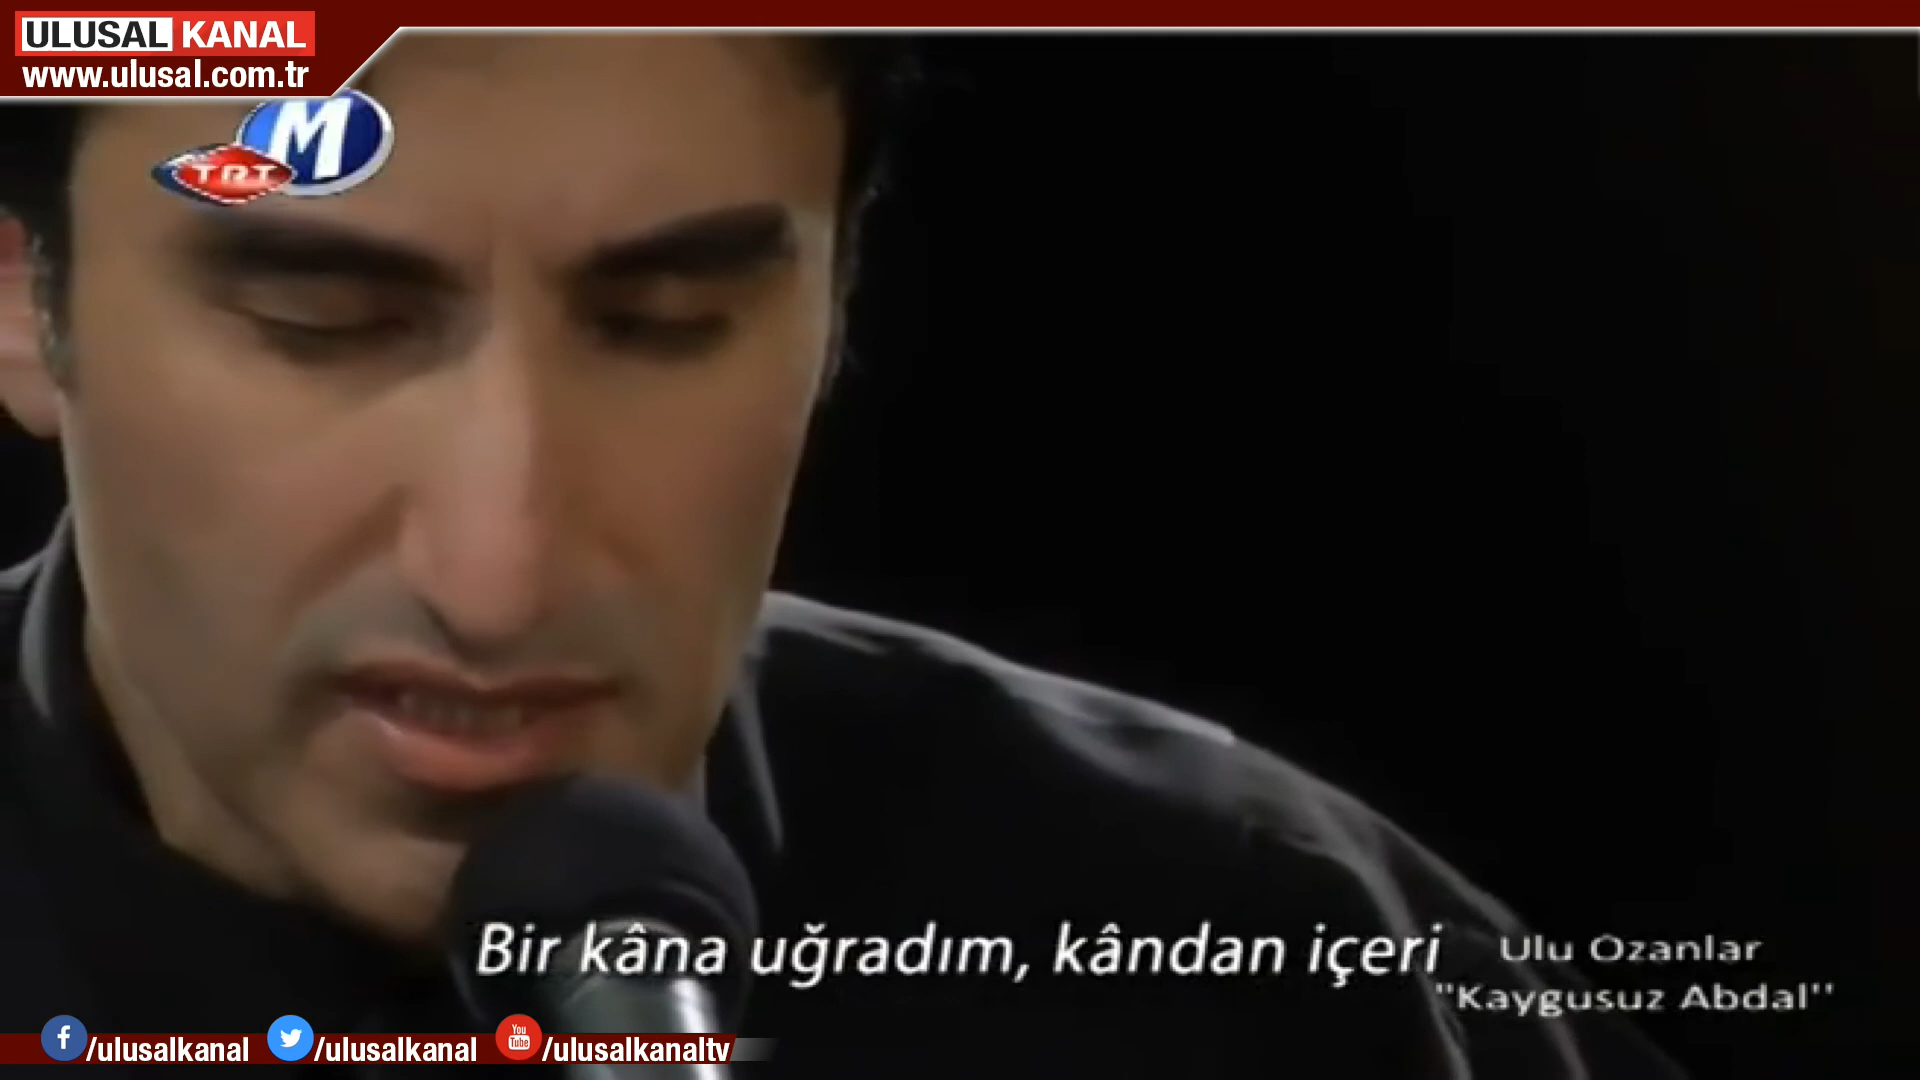 ULUSAL KANAL
www.ulusal.com.tr
M
TRT
Bir kâna uğradım, kândan içeri
Ulu Ozanlar
"Kaygusuz Abdal"
/ulusalkanal
/ulusalkanal
You Tube
/ulusalkanaltv